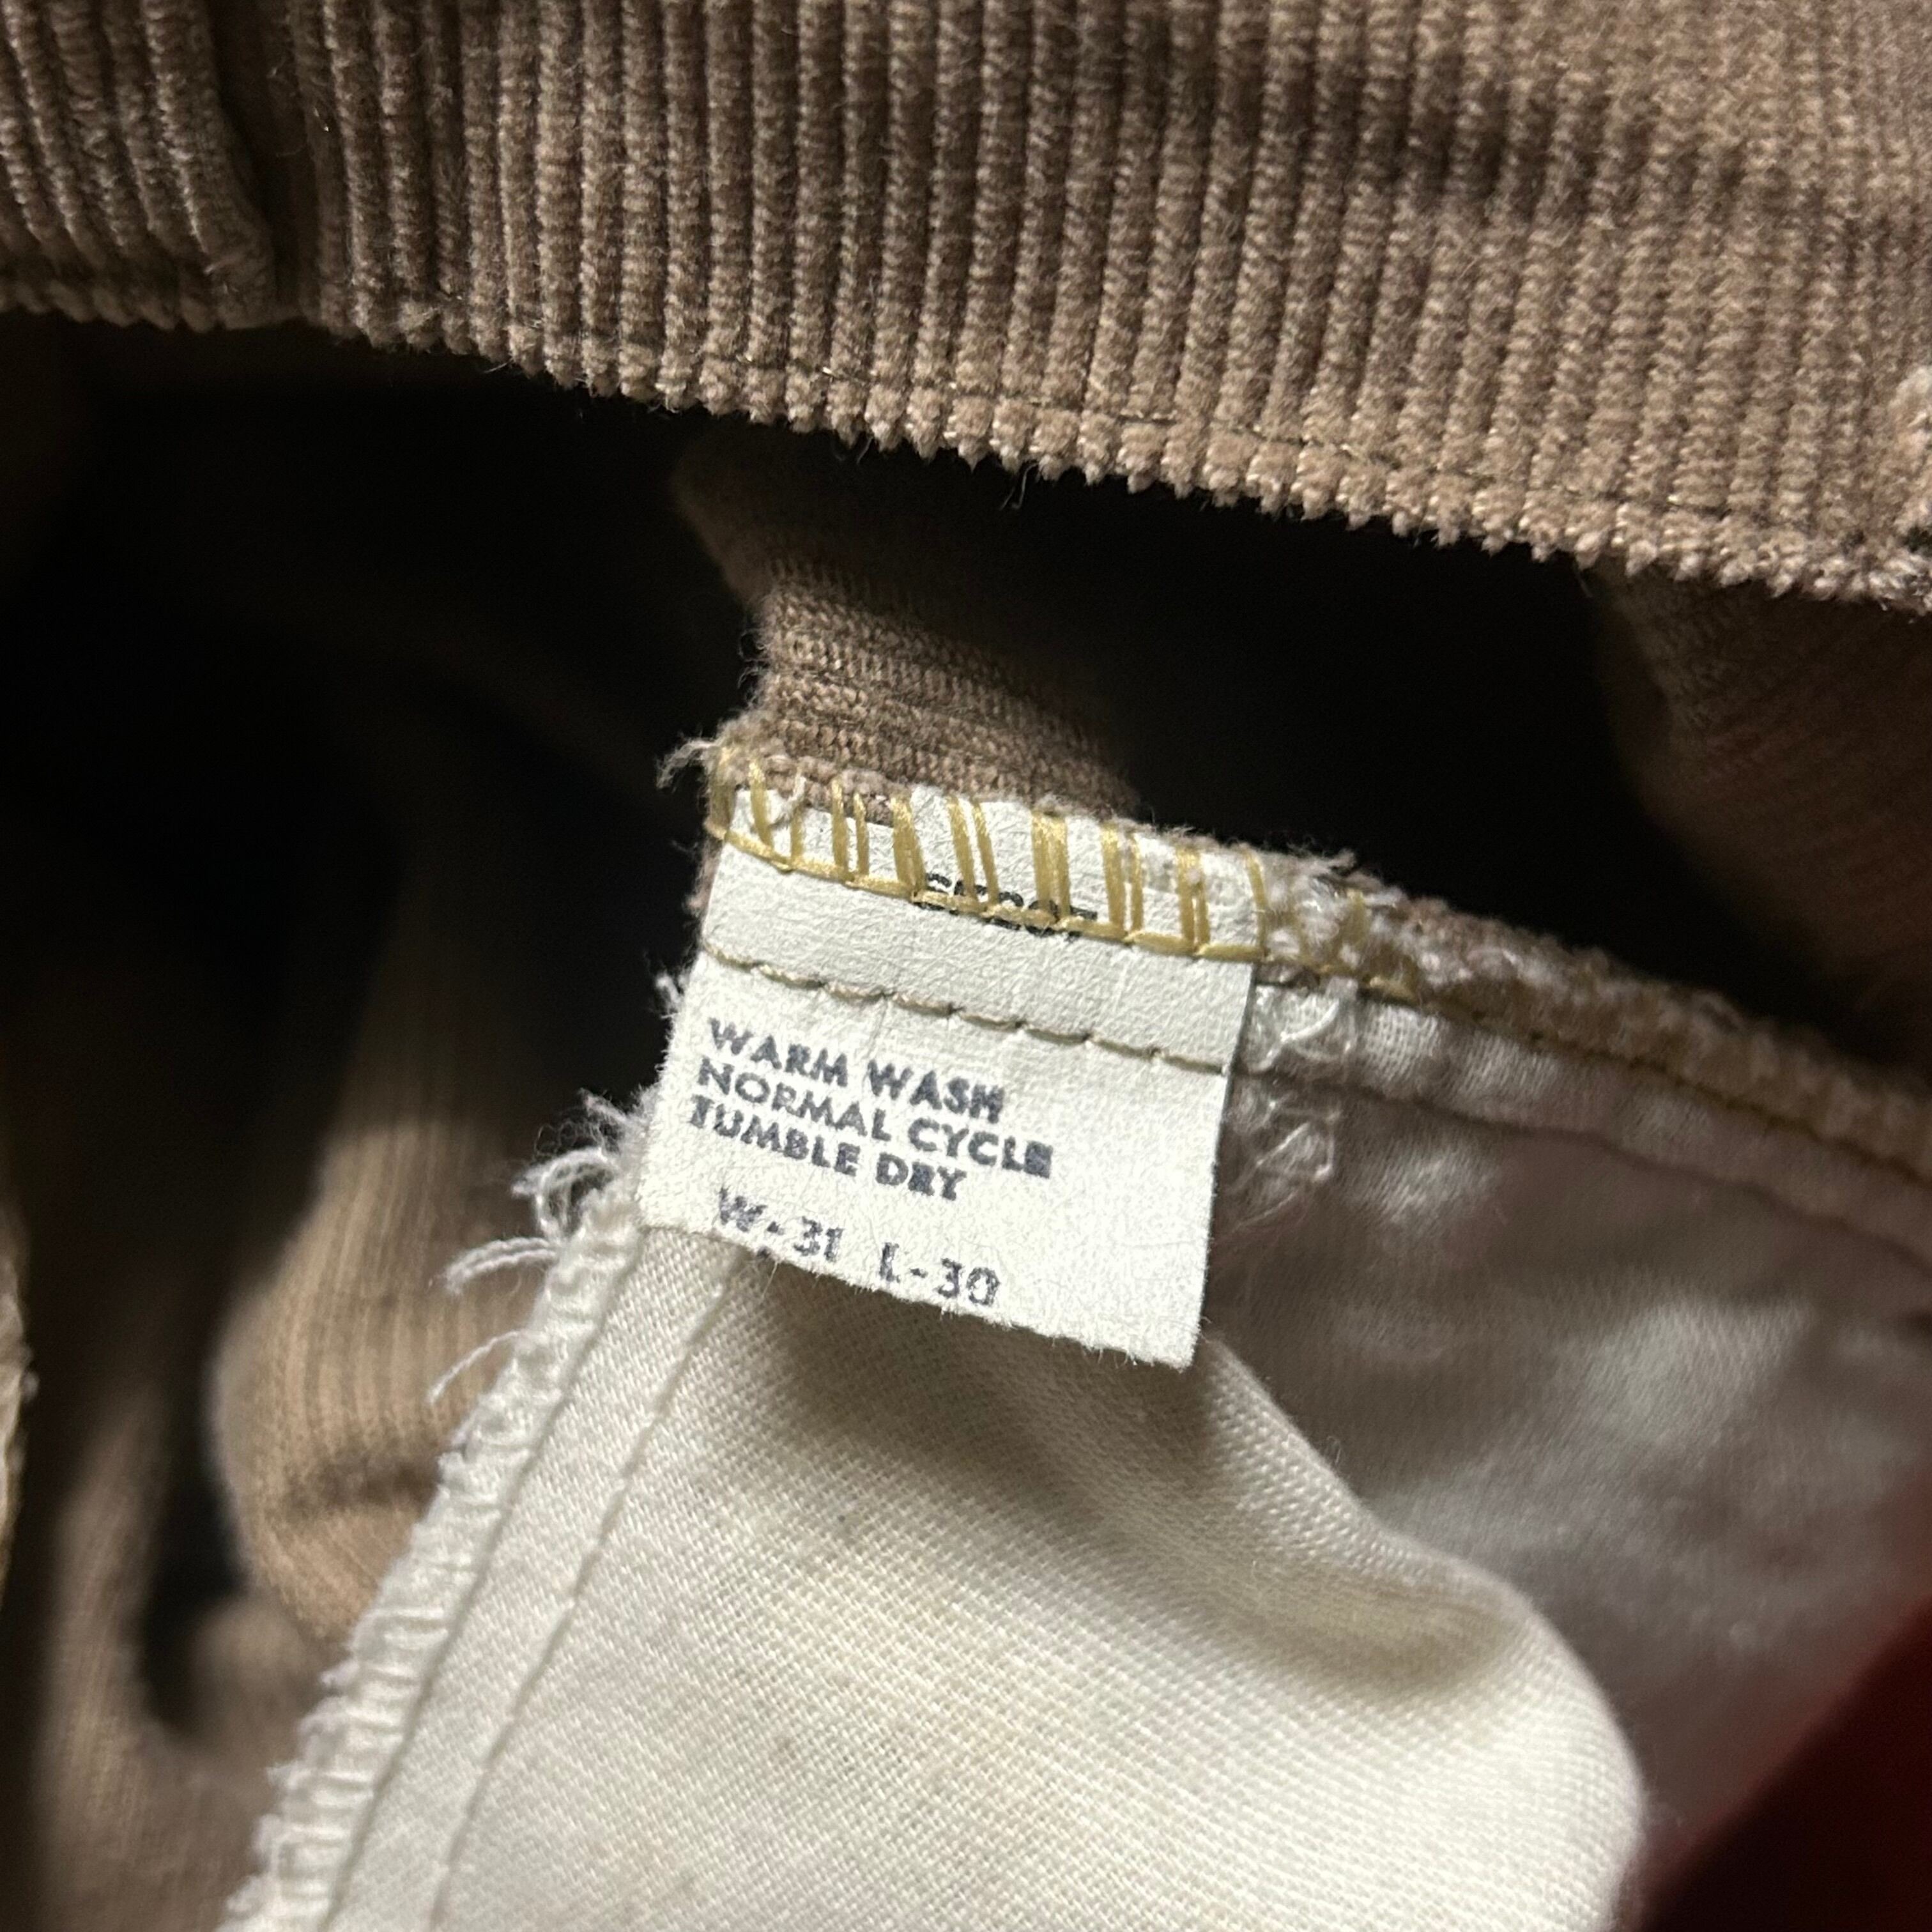 WARM WASH
NORMAL CYCLE
TUMBLE DRY
W-31 L-30